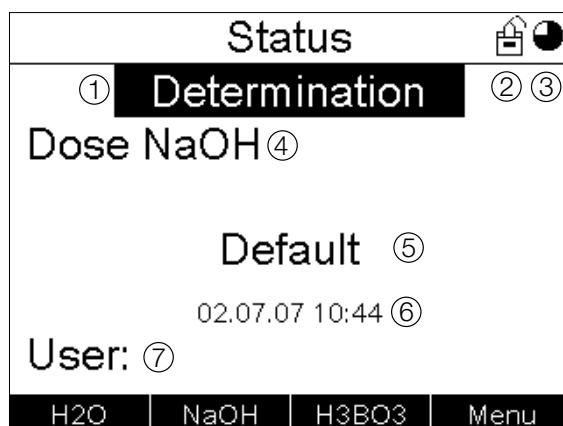 Status
① Determination ② ③
Dose NaOH ④
Default ⑤
02.07.07 10:44 ⑥
User: ⑦
H2O NaOH H3BO3 Menu